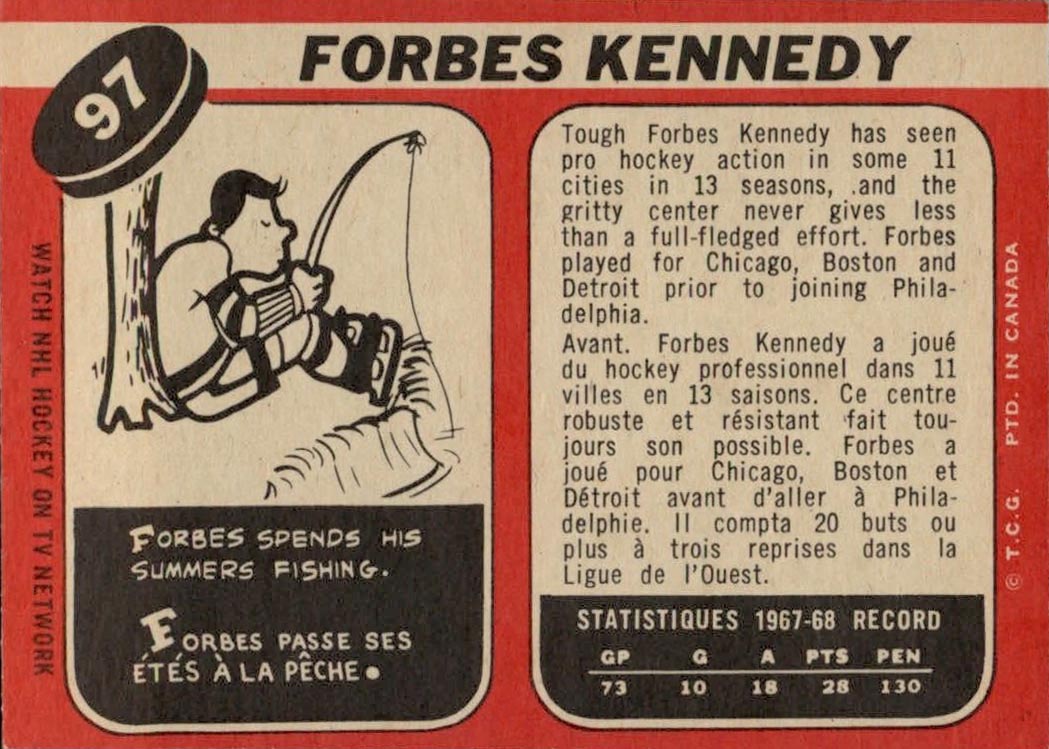 97
FORBES KENNEDY
WATCH NHL HOCKEY ON TV NETWORK
FORBES SPENDS HIS
SUMMERS FISHING.
FORBES PASSE SES
ÉTÉS À LA PÊCHE.
Tough Forbes Kennedy has seen
pro hockey action in some 11
cities in 13 seasons, .and the
gritty center never gives less
than a full-fledged effort. Forbes
played for Chicago, Boston and
Detroit prior to joining Phila-
delphia.
Avant. Forbes Kennedy a joué
du hockey professionnel dans 11
villes en 13 saisons. Ce centre
robuste et résistant fait tou-
jours son possible. Forbes a
joué pour Chicago, Boston et
Détroit avant d'aller à Phila-
delphie. Il compta 20 buts ou
plus à trois reprises dans la
Ligue de l'Ouest.
STATISTIQUES 1967-68 RECORD
GP G A PTS PEN
73 10 18 28 130
© T.C.G. PTD. IN CANADA